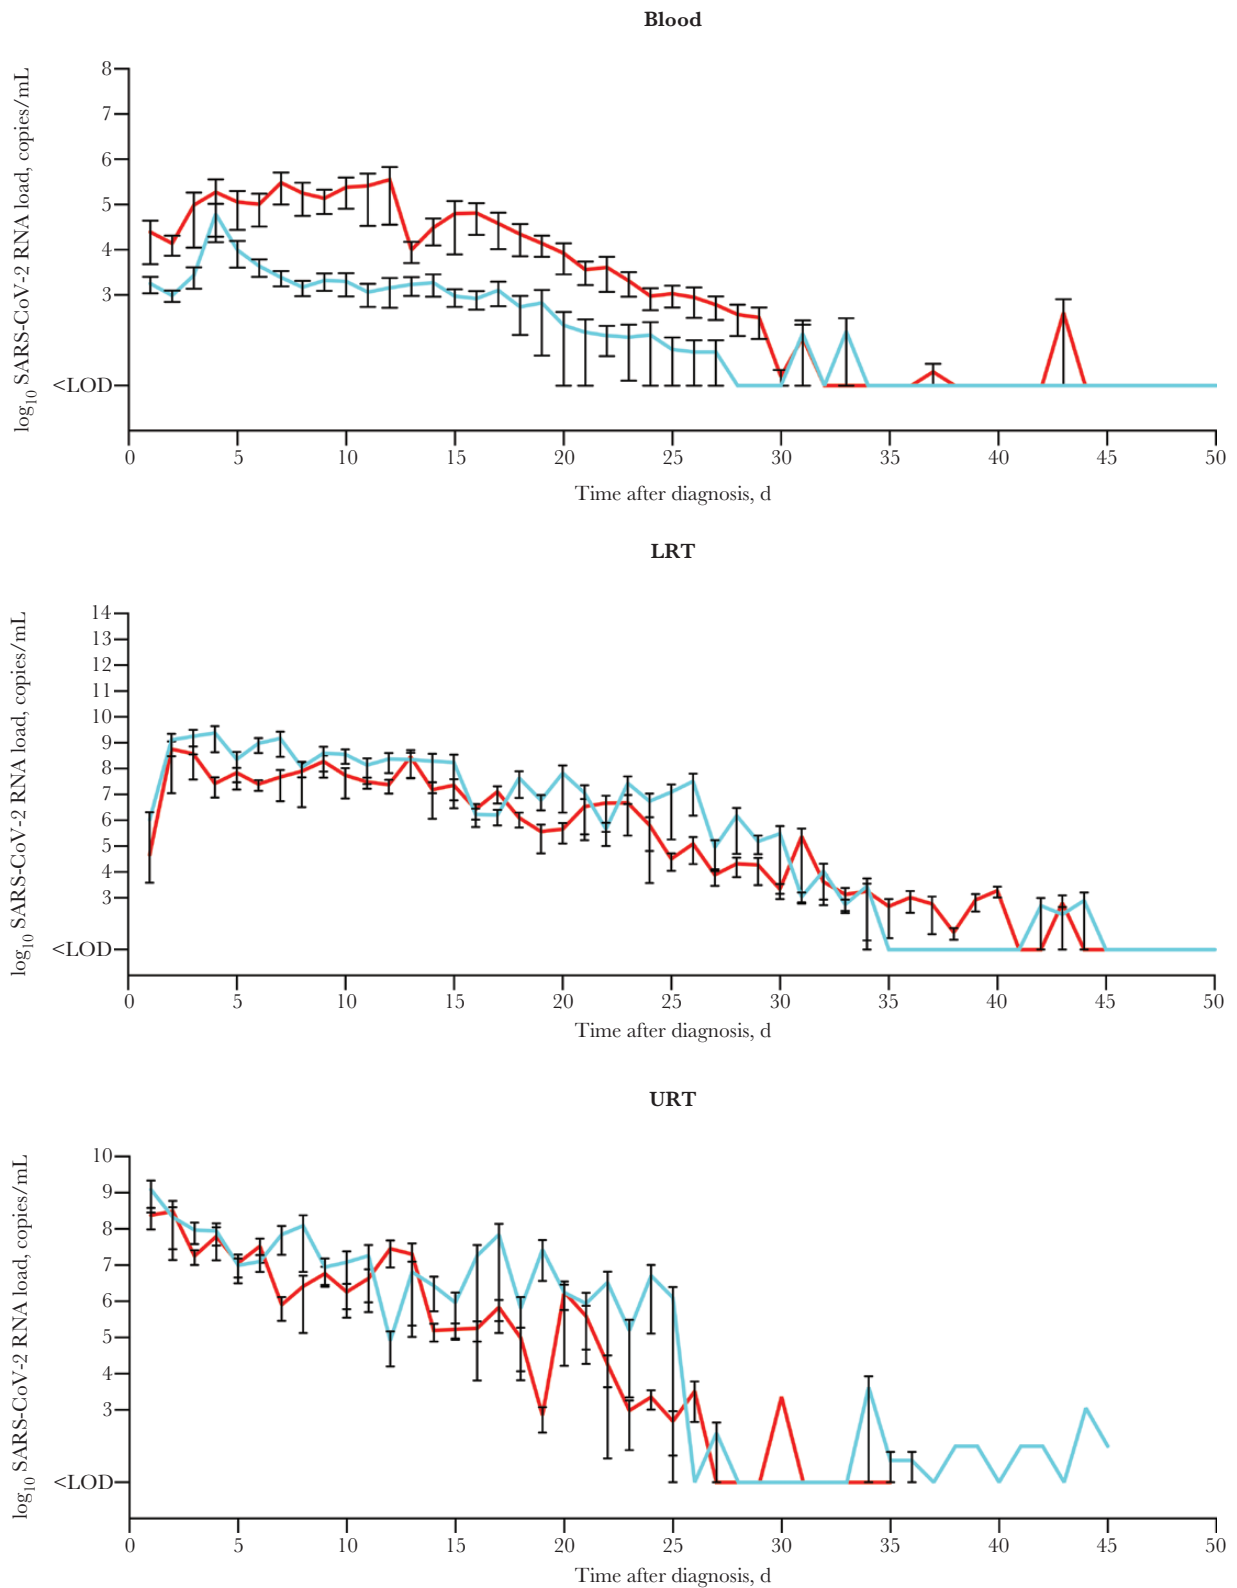 Blood
log10 SARS-CoV-2 RNA load, copies/mL
8
7
6
5
4
3
<LOD
0 5 10 15 20 25 30 35 40 45 50
Time after diagnosis, d
LRT
log10 SARS-CoV-2 RNA load, copies/mL
14
13
12
11
10
9
8
7
6
5
4
3
<LOD
0 5 10 15 20 25 30 35 40 45 50
Time after diagnosis, d
URT
log10 SARS-CoV-2 RNA load, copies/mL
10
9
8
7
6
5
4
3
<LOD
0 5 10 15 20 25 30 35 40 45 50
Time after diagnosis, d